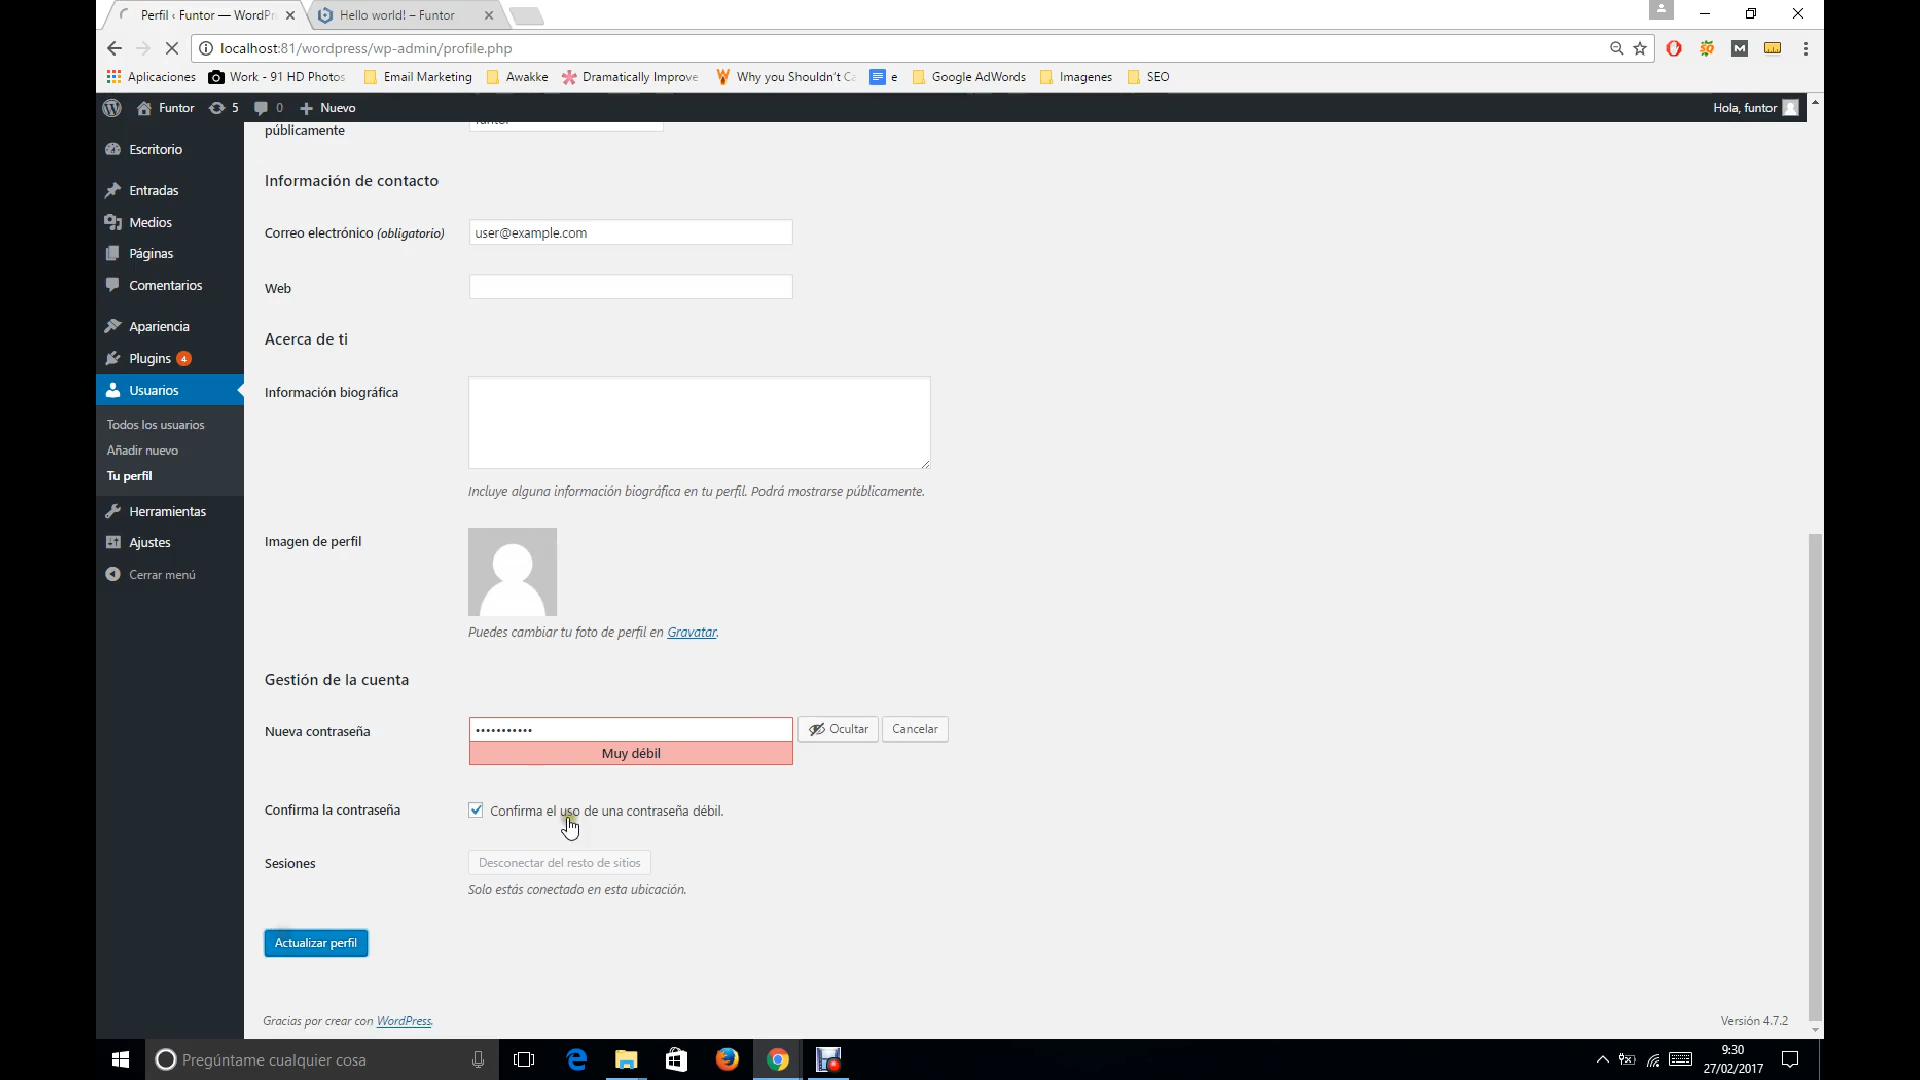 Perfil ‹ Funtor — WordPr
Hello world! – Funtor
localhost:81/wordpress/wp-admin/profile.php
Aplicaciones
Work - 91 HD Photos
Email Marketing
Awakke
Dramatically Improve
Why you Shouldn't Ca
e
Google AdWords
Imagenes
SEO
Funtor
5
0
Nuevo
Hola, funtor
Escritorio
Entradas
Medios
Páginas
Comentarios
Apariencia
Plugins 4
Usuarios
Todos los usuarios
Añadir nuevo
Tu perfil
Herramientas
Ajustes
Cerrar menú
públicamente
funtor
Información de contacto
Correo electrónico (obligatorio)
user@example.com
Web
Acerca de ti
Información biográfica
Incluye alguna información biográfica en tu perfil. Podrá mostrarse públicamente.
Imagen de perfil
Puedes cambiar tu foto de perfil en Gravatar.
Gestión de la cuenta
Nueva contraseña
•••••••••••
Ocultar
Cancelar
Muy débil
Confirma la contraseña
Confirma el uso de una contraseña débil.
Sesiones
Desconectar del resto de sitios
Solo estás conectado en esta ubicación.
Actualizar perfil
Gracias por crear con WordPress.
Versión 4.7.2
Pregúntame cualquier cosa
9:30
27/02/2017